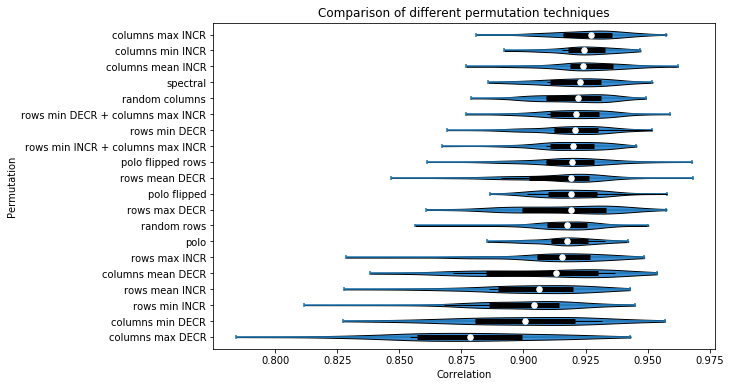 Comparison of different permutation techniques
columns max INCR
columns min INCR
columns mean INCR
spectral
random columns
rows min DECR + columns max INCR
rows min DECR
rows min INCR + columns max INCR
polo flipped rows
rows mean DECR
polo flipped
rows max DECR
random rows
polo
rows max INCR
columns mean DECR
rows mean INCR
rows min INCR
columns min DECR
columns max DECR
Permutation
0.800 0.825 0.850 0.875 0.900 0.925 0.950 0.975
Correlation